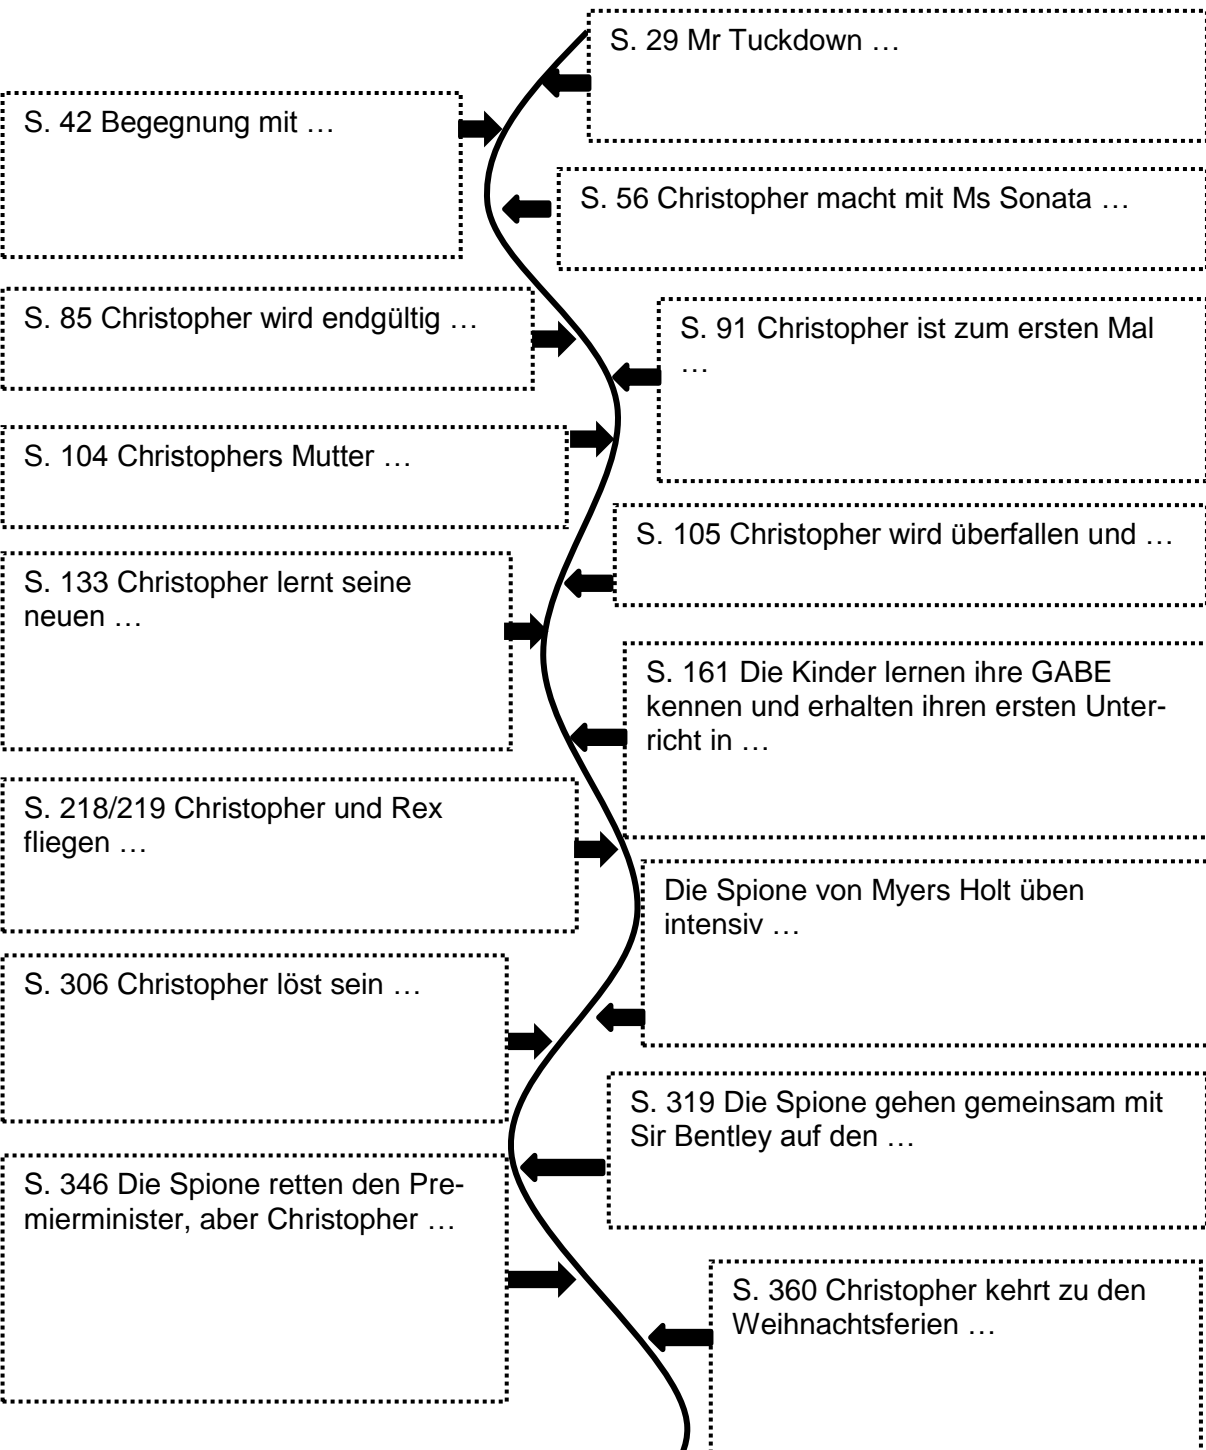 S. 29 Mr Tuckdown …
S. 42 Begegnung mit …
S. 56 Christopher macht mit Ms Sonata …
S. 85 Christopher wird endgültig …
S. 91 Christopher ist zum ersten Mal
…
S. 104 Christophers Mutter …
S. 105 Christopher wird überfallen und …
S. 133 Christopher lernt seine
neuen …
S. 161 Die Kinder lernen ihre GABE
kennen und erhalten ihren ersten Unter-
richt in …
S. 218/219 Christopher und Rex
fliegen …
Die Spione von Myers Holt üben
intensiv …
S. 306 Christopher löst sein …
S. 319 Die Spione gehen gemeinsam mit
Sir Bentley auf den …
S. 346 Die Spione retten den Pre-
mierminister, aber Christopher …
S. 360 Christopher kehrt zu den
Weihnachtsferien …